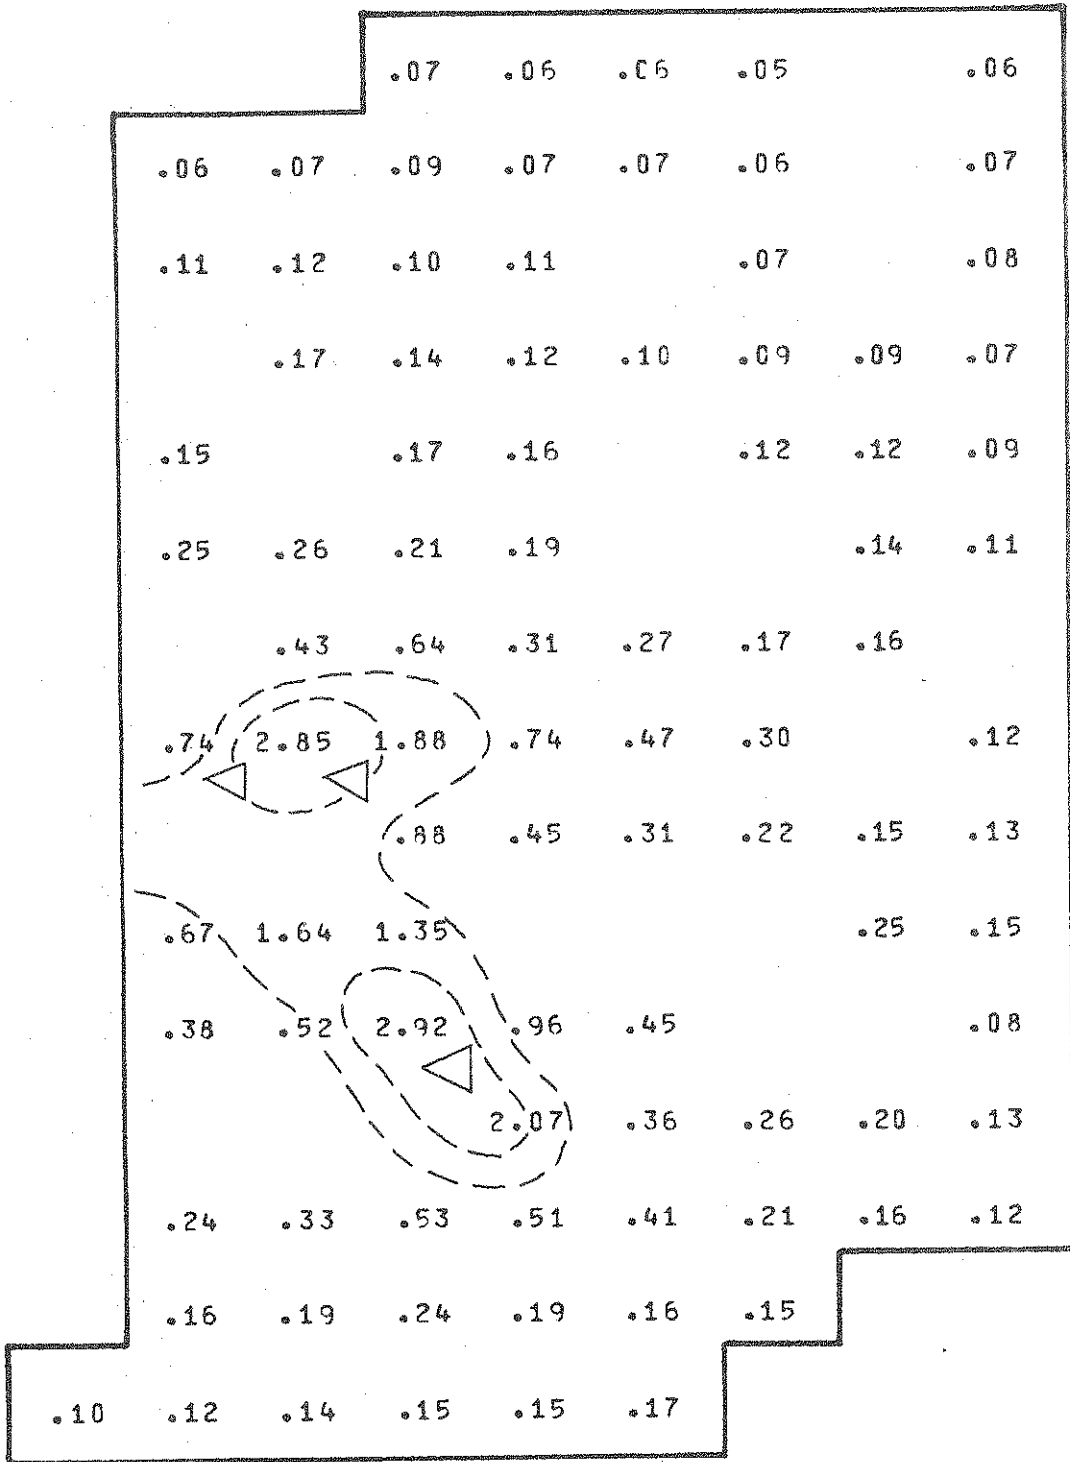 .07 .06 .06 .05 .06
.06 .07 .09 .07 .07 .06 .07
.11 .12 .10 .11 .07 .08
.17 .14 .12 .10 .09 .09 .07
.15 .17 .16 .12 .12 .09
.25 .26 .21 .19 .14 .11
.43 .64 .31 .27 .17 .16
.74 2.85 1.88 .74 .47 .30 .12
.88 .45 .31 .22 .15 .13
.67 1.64 1.35 .25 .15
.38 .52 2.92 .96 .45 .08
2.07 .36 .26 .20 .13
.24 .33 .53 .51 .41 .21 .16 .12
.16 .19 .24 .19 .16 .15
.10 .12 .14 .15 .15 .17